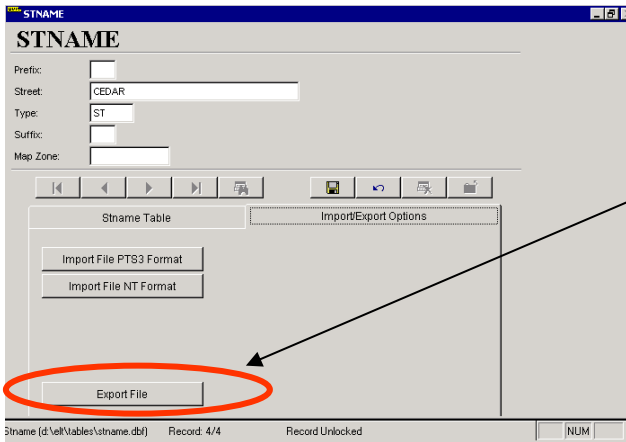 STNAME
STNAME
Prefix:
Street: CEDAR
Type: ST
Suffix:
Map Zone:
Stname Table Import/Export Options
Import File PTS3 Format
Import File NT Format
Export File
Stname (d:\elt\tables\stname.dbf) Record: 4/4 Record Unlocked NUM